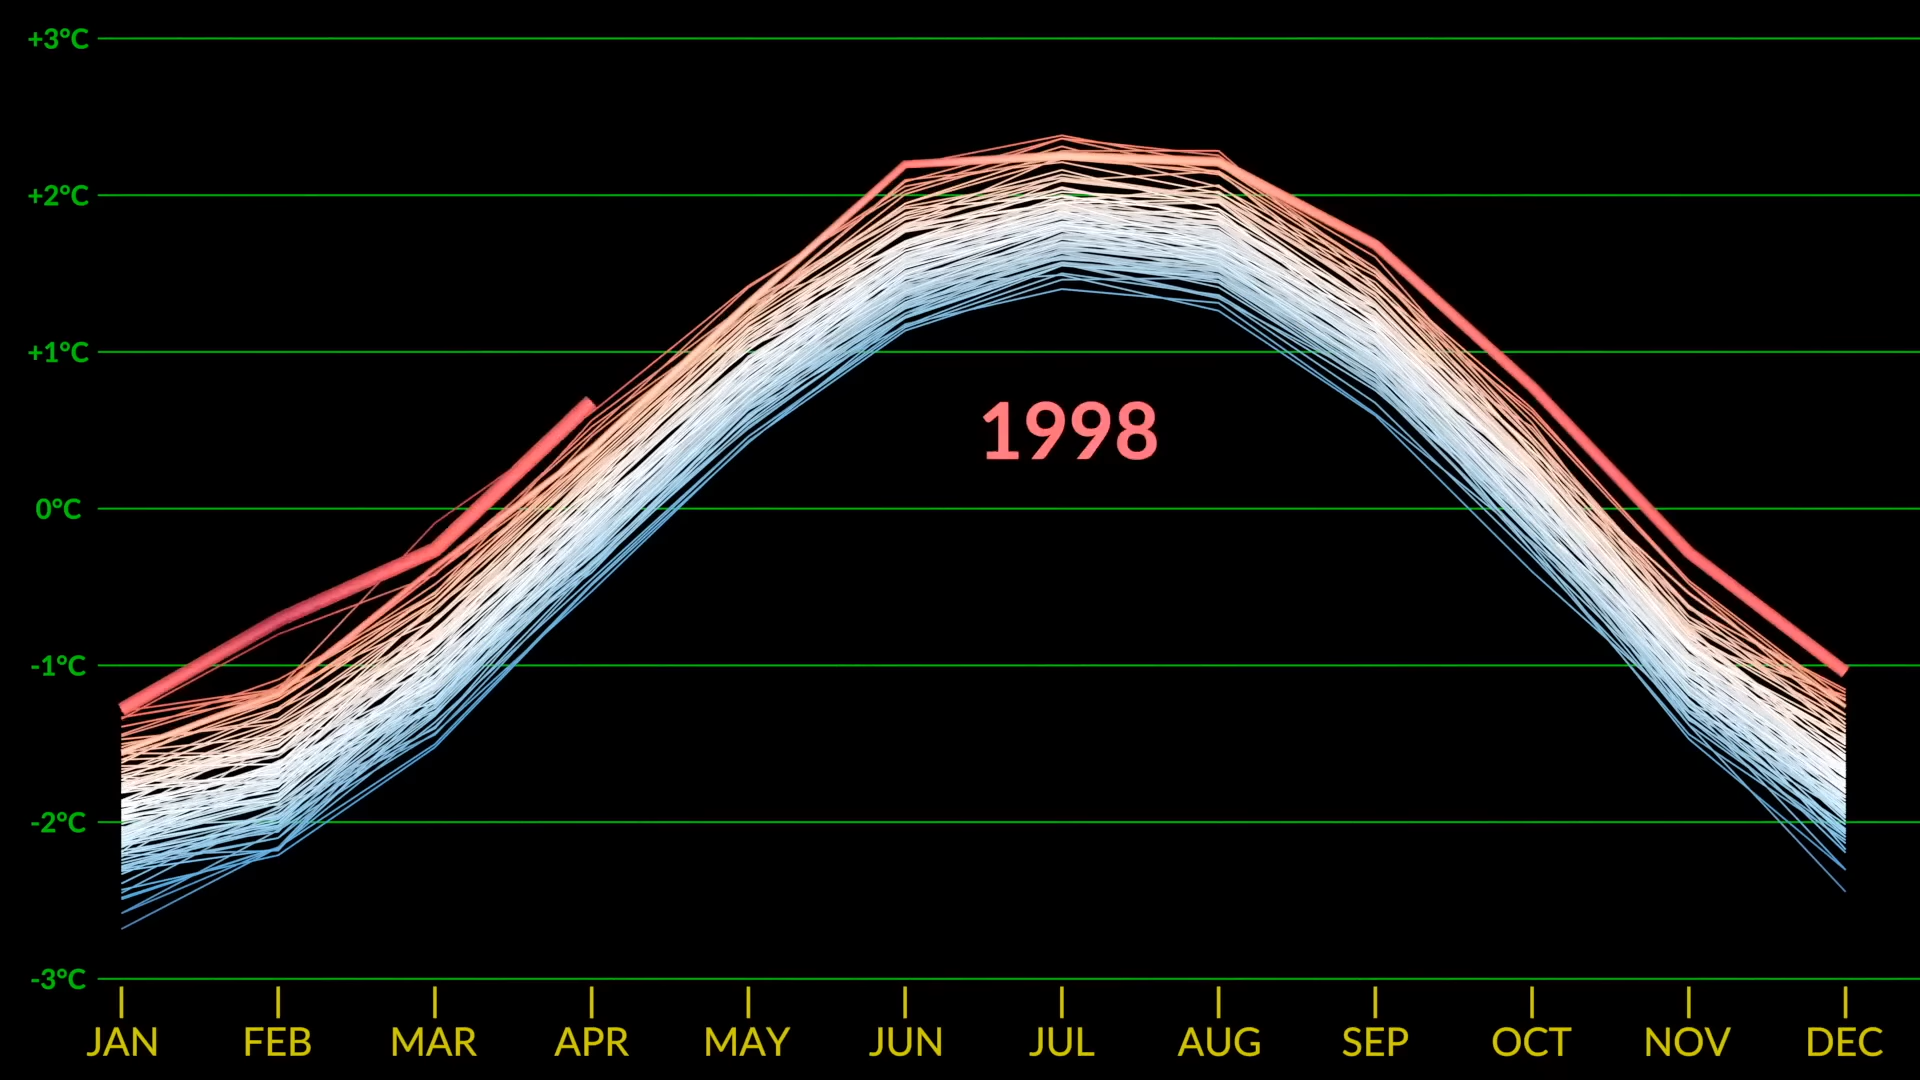 +3°C
+2°C
+1°C
1998
0°C
-1°C
-2°C
-3°C
JAN FEB MAR APR MAY JUN JUL AUG SEP OCT NOV DEC